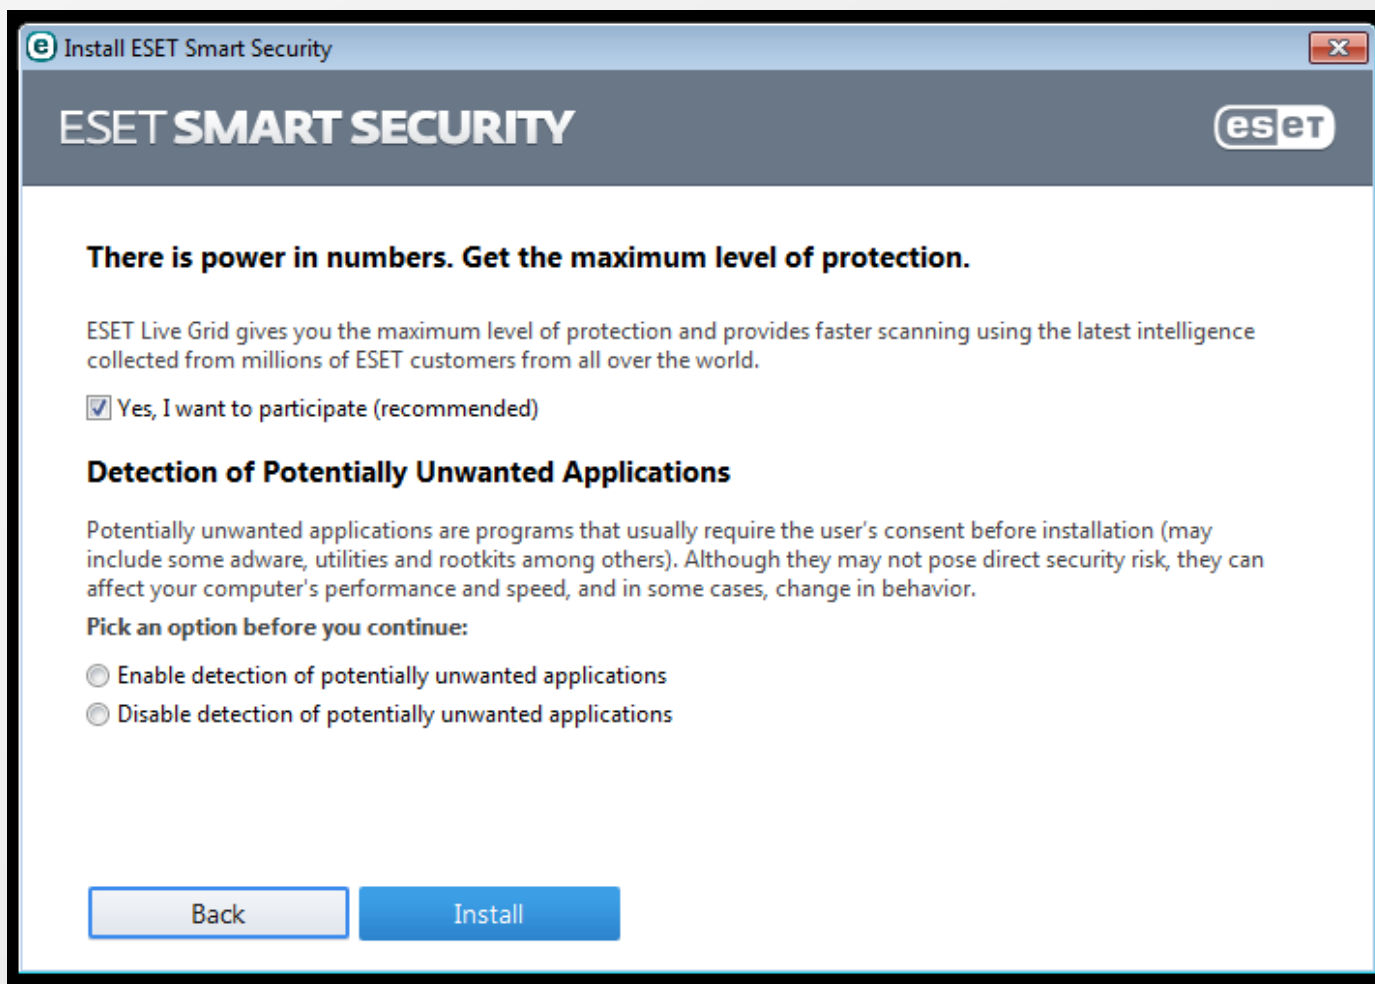 Install ESET Smart Security
ESET SMART SECURITY
eset
There is power in numbers. Get the maximum level of protection.
ESET Live Grid gives you the maximum level of protection and provides faster scanning using the latest intelligence
collected from millions of ESET customers from all over the world.
Yes, I want to participate (recommended)
Detection of Potentially Unwanted Applications
Potentially unwanted applications are programs that usually require the user's consent before installation (may
include some adware, utilities and rootkits among others). Although they may not pose direct security risk, they can
affect your computer's performance and speed, and in some cases, change in behavior.
Pick an option before you continue:
Enable detection of potentially unwanted applications
Disable detection of potentially unwanted applications
Back
Install